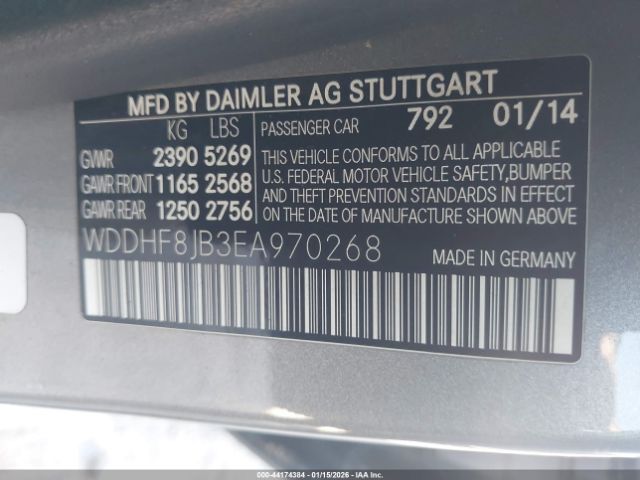 MFD BY DAIMLER AG STUTTGART
KG LBS
GVWR 2390 5269
GAWR FRONT 1165 2568
GAWR REAR 1250 2756
PASSENGER CAR 792 01/14
THIS VEHICLE CONFORMS TO ALL APPLICABLE
U.S. FEDERAL MOTOR VEHICLE SAFETY,BUMPER
AND THEFT PREVENTION STANDARDS IN EFFECT
ON THE DATE OF MANUFACTURE SHOWN ABOVE.
WDDHF8JB3EA970268 MADE IN GERMANY
000-44174384 - 01/15/2026 - IAAI Inc.